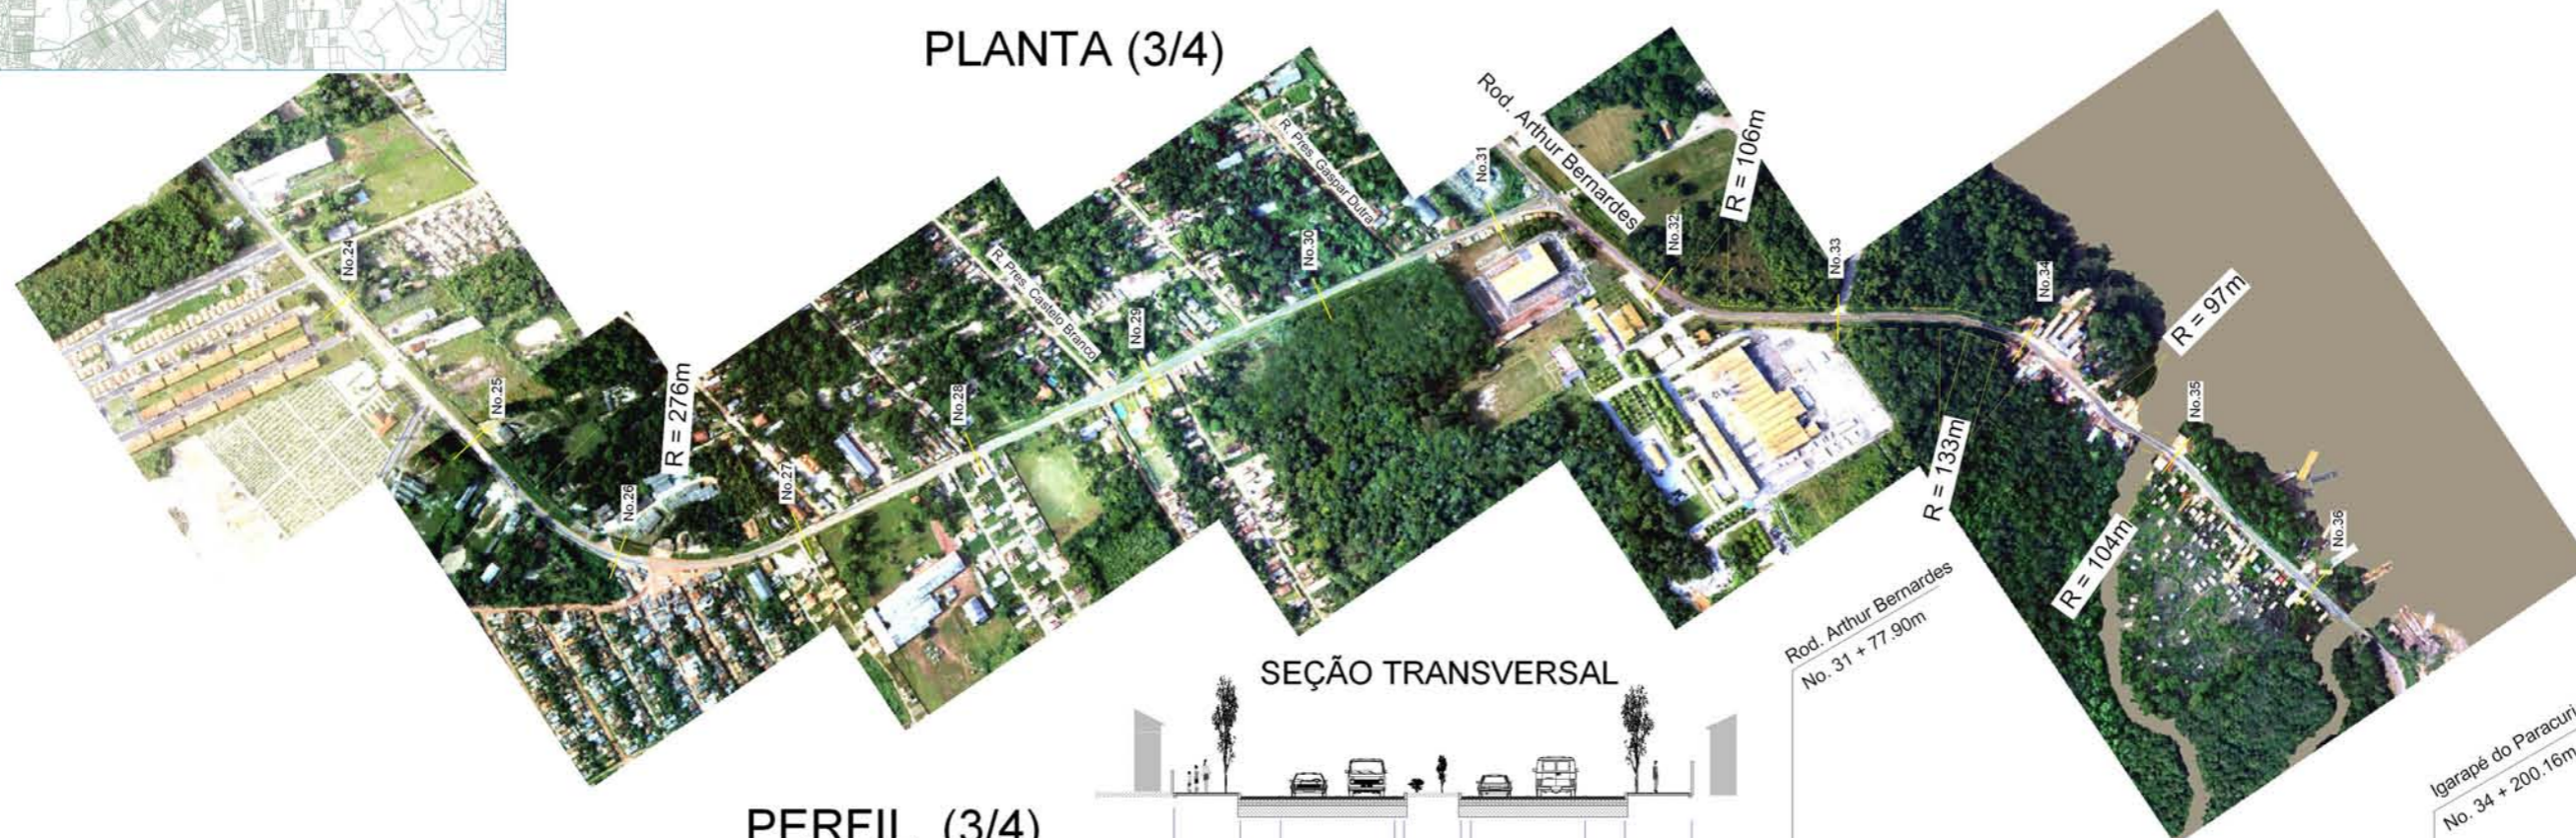 PLANTA (3/4)
No.24
No.25
No.26
R = 276m
No.27
No.28
R. Pres. Castelo Branco
No.29
No.30
R. Pres. Gaspar Dutra
No.31
Rod. Arthur Bernardes
No.32
R = 106m
No.33
R = 133m
No.34
R = 97m
No.35
R = 104m
No.36
SEÇÃO TRANSVERSAL
Rod. Arthur Bernardes
No. 31 + 77.90m
Igarapé do Paracuri
No. 34 + 200.16m
PERFIL (3/4)